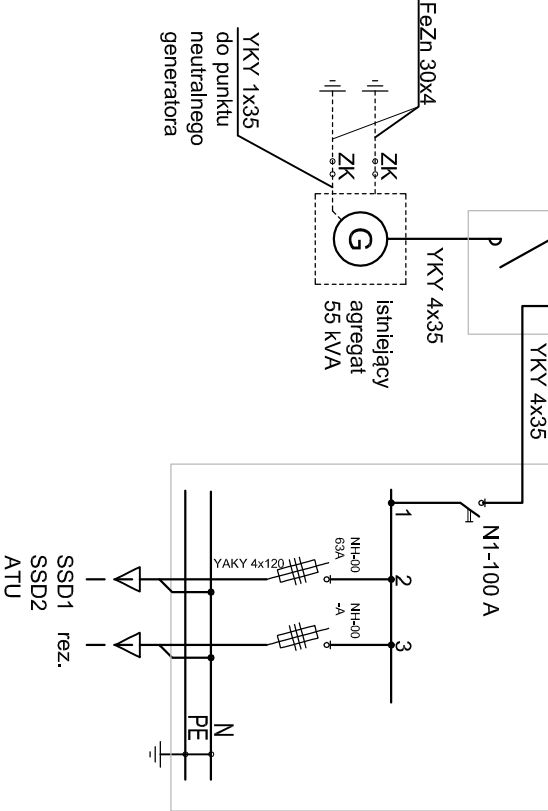 FeZn 30x4
YKY 1x35
do punktu
neutralnego
generatora
ZK
ZK
G
YKY 4x35
istniejący
agregat
55 kVA
YKY 4x35
N1-100 A
1
2
3
NH-00
63A
NH-00
-A
YAKY 4x120
N
PE
SSD1
SSD2
ATU
rez.